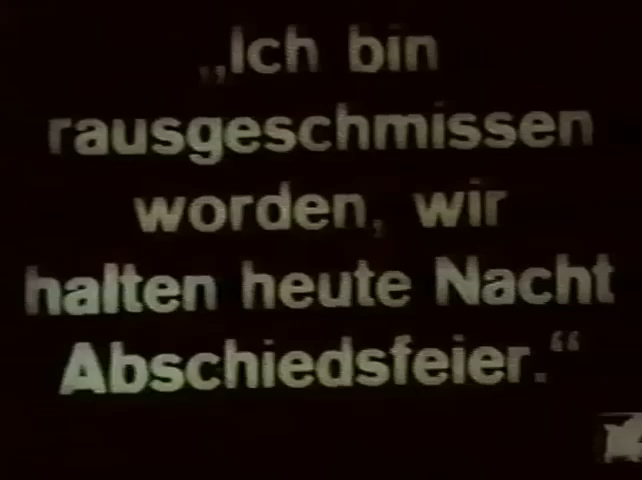 „Ich bin
rausgeschmissen
worden, wir
halten heute Nacht
Abschiedsfeier.“